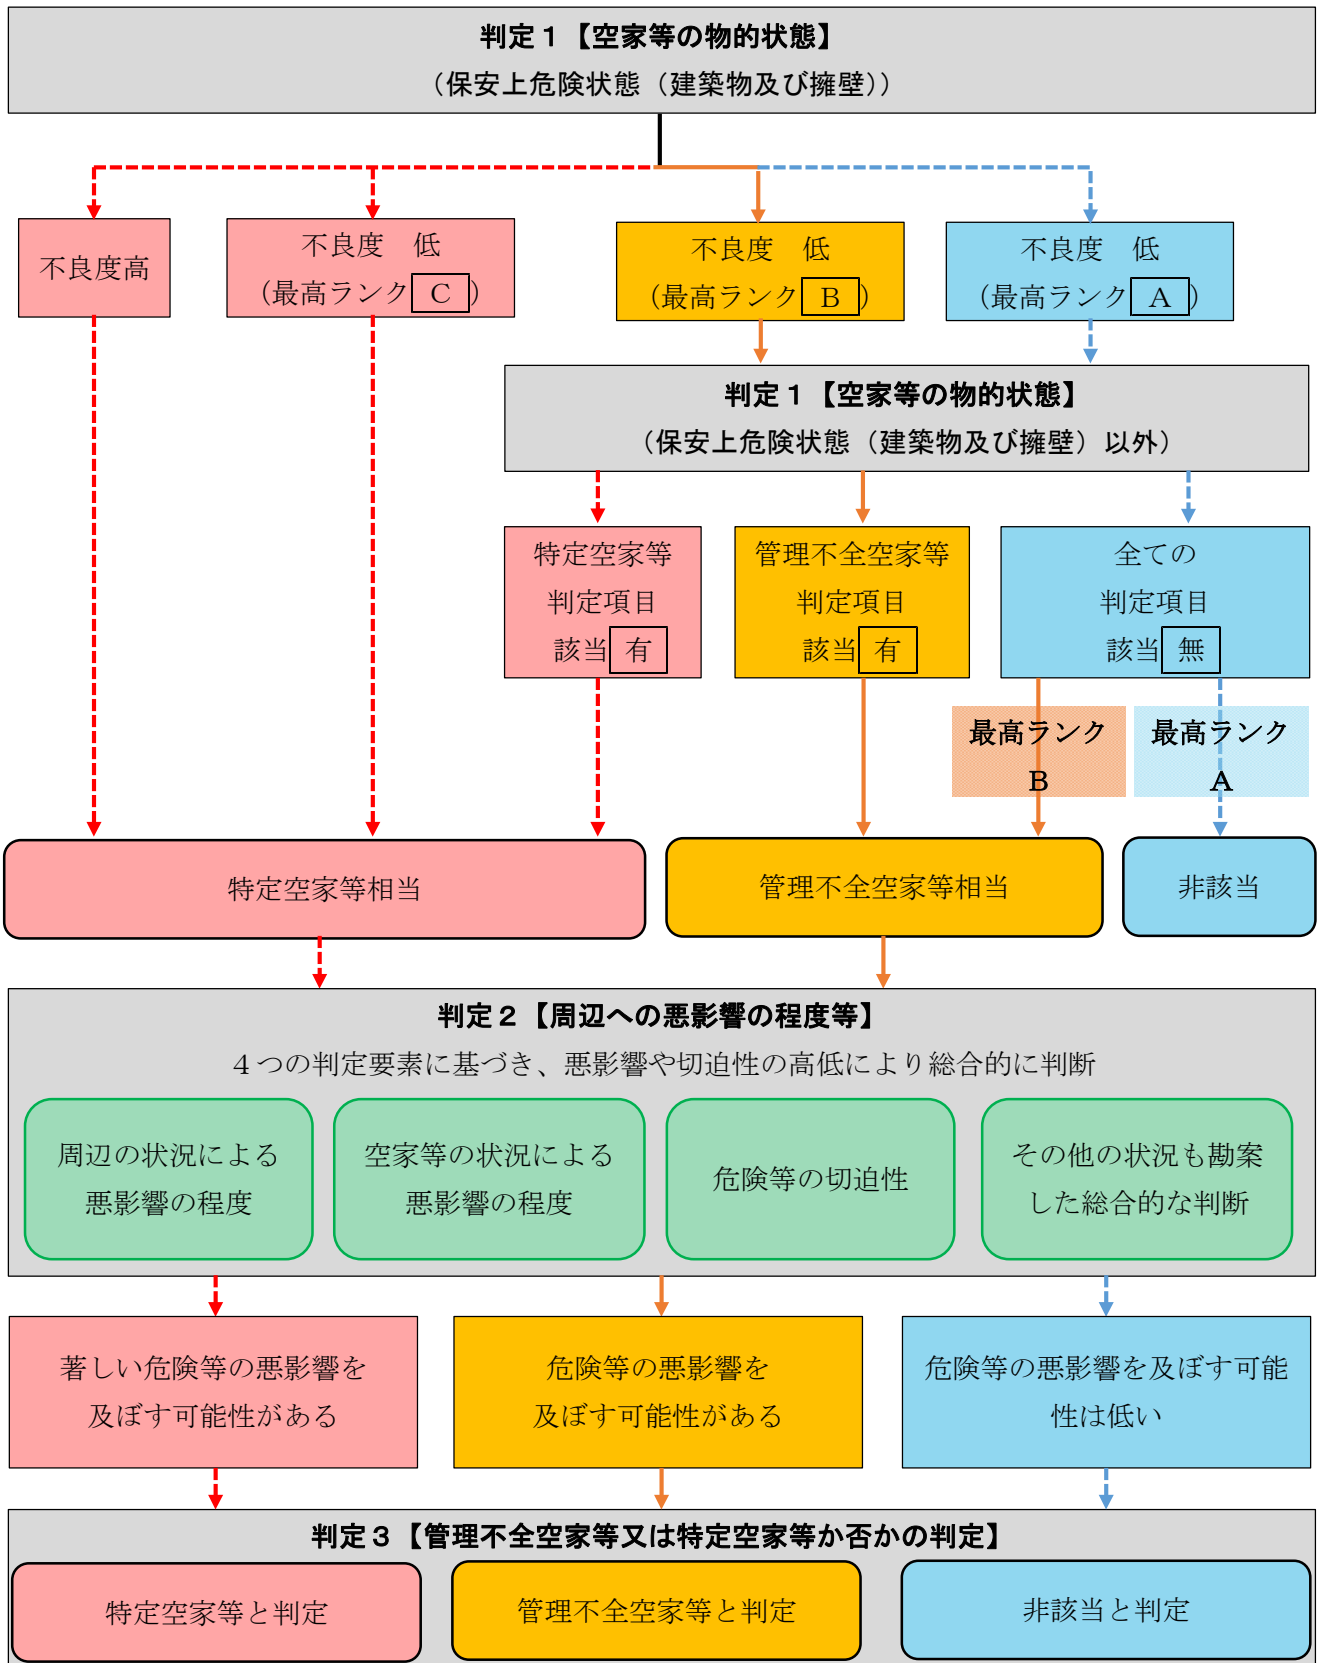 判定１【空家等の物的状態】
（保安上危険状態（建築物及び擁壁））
不良度高
不良度　低
（最高ランク C ）
不良度　低
（最高ランク B ）
不良度　低
（最高ランク A ）
判定１【空家等の物的状態】
（保安上危険状態（建築物及び擁壁）以外）
特定空家等
判定項目
該当 有
管理不全空家等
判定項目
該当 有
全ての
判定項目
該当 無
最高ランク
B
最高ランク
A
特定空家等相当
管理不全空家等相当
非該当
判定２【周辺への悪影響の程度等】
４つの判定要素に基づき、悪影響や切迫性の高低により総合的に判断
周辺の状況による
悪影響の程度
空家等の状況による
悪影響の程度
危険等の切迫性
その他の状況も勘案
した総合的な判断
著しい危険等の悪影響を
及ぼす可能性がある
危険等の悪影響を
及ぼす可能性がある
危険等の悪影響を及ぼす可能
性は低い
判定３【管理不全空家等又は特定空家等か否かの判定】
特定空家等と判定
管理不全空家等と判定
非該当と判定